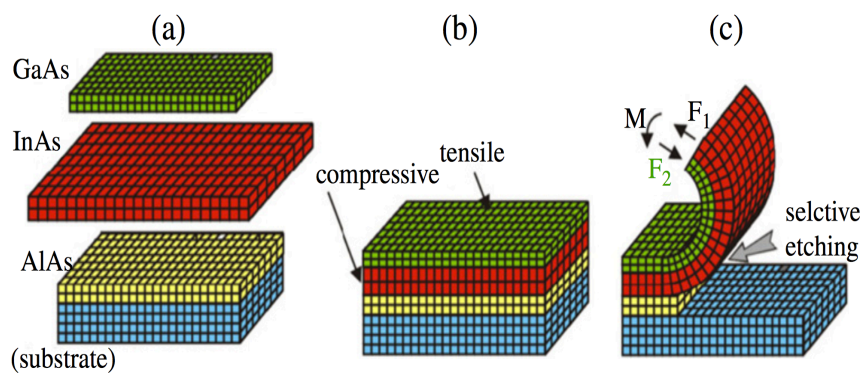 (a)
(b)
(c)
GaAs
InAs
AlAs
(substrate)
compressive
tensile
M
F1
F2
selctive
etching